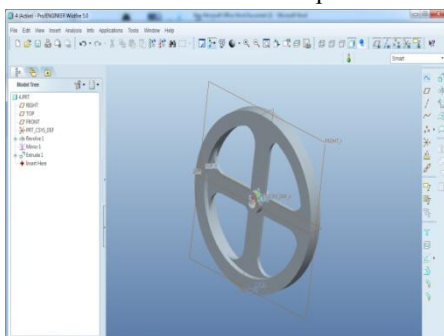 4 (Active) - Pro/ENGINEER Wildfire 5.0
File Edit View Insert Analysis Info Applications Tools Window Help
Smart
Model Tree
4.PRT
RIGHT
TOP
FRONT
PRT_CSYS_DEF
Revolve 1
Mirror 1
Extrude 1
Insert Here